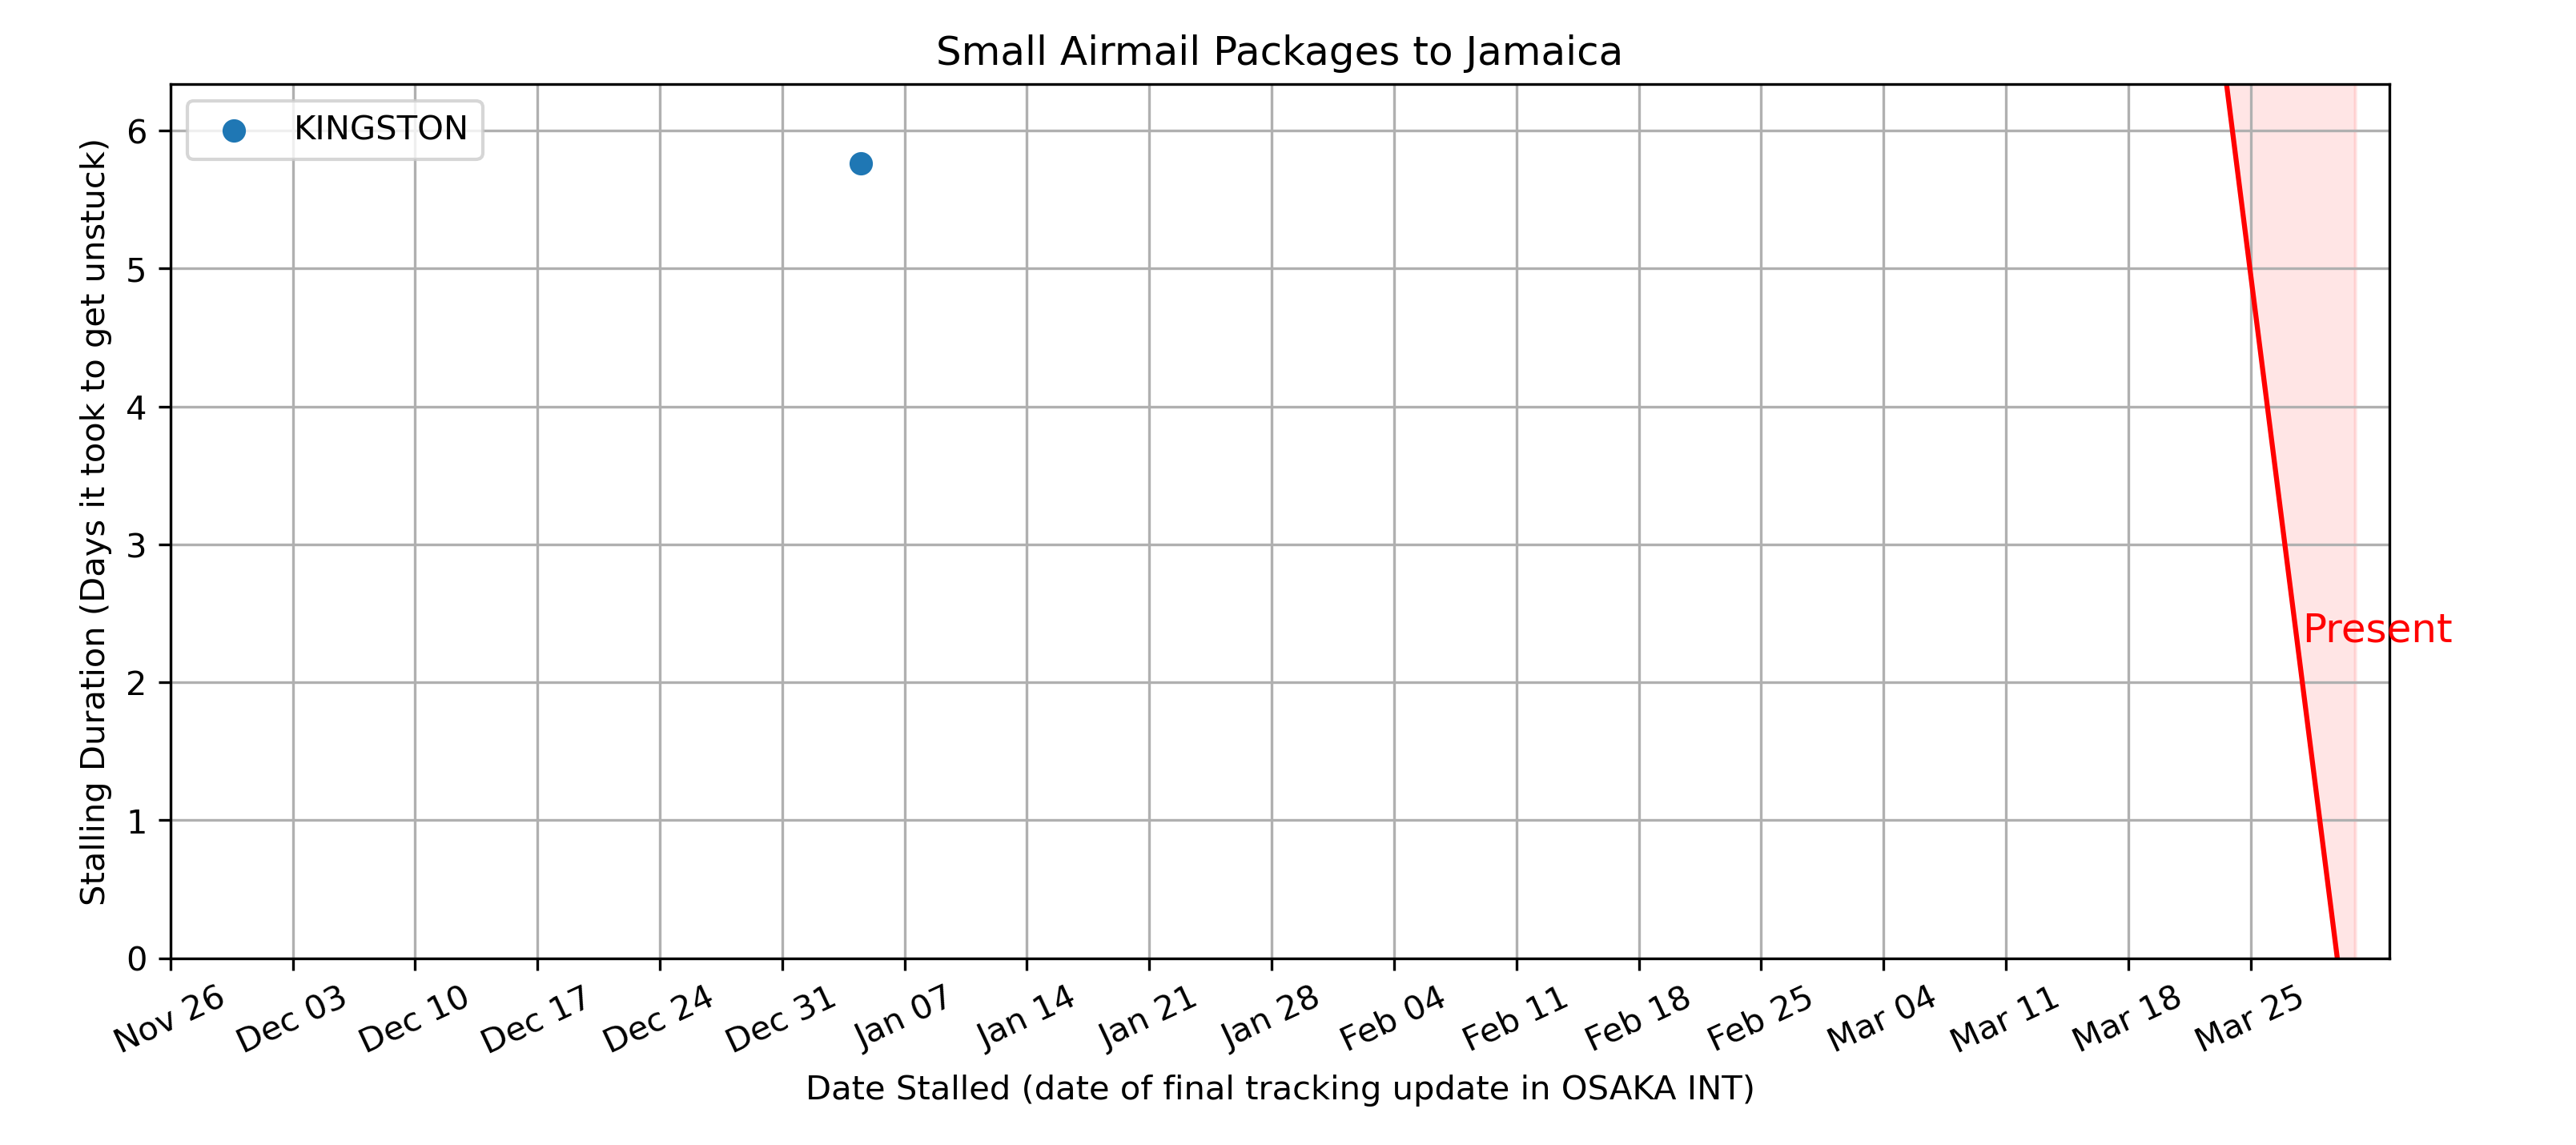 Small Airmail Packages to Jamaica
KINGSTON
Stalling Duration (Days it took to get unstuck)
6
5
4
3
2
1
0
Present
Nov 26 Dec 03 Dec 10 Dec 17 Dec 24 Dec 31 Jan 07 Jan 14 Jan 21 Jan 28 Feb 04 Feb 11 Feb 18 Feb 25 Mar 04 Mar 11 Mar 18 Mar 25
Date Stalled (date of final tracking update in OSAKA INT)